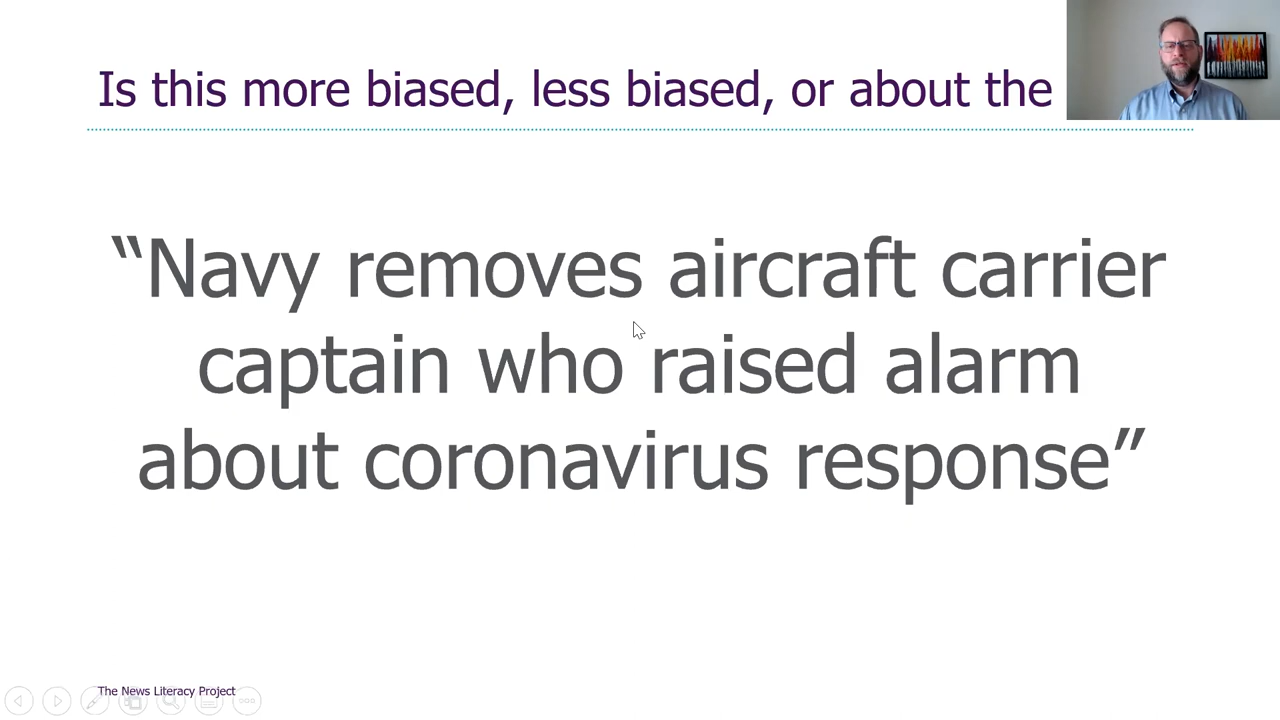 Is this more biased, less biased, or about the
“Navy removes aircraft carrier
captain who raised alarm
about coronavirus response”
The News Literacy Project